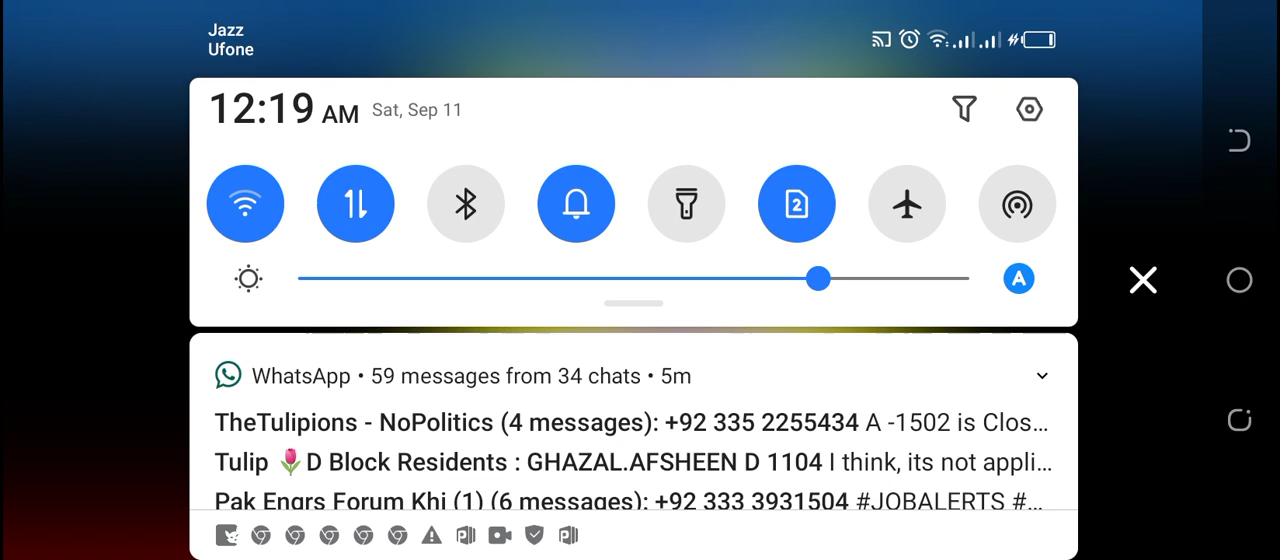 Jazz
Ufone
12:19 AM Sat, Sep 11
2
A
WhatsApp • 59 messages from 34 chats • 5m
TheTulipions - NoPolitics (4 messages): +92 335 2255434 A -1502 is Clos...
Tulip 🌷D Block Residents : GHAZAL.AFSHEEN D 1104 I think, its not appli...
Pak Engrs Forum Khi (1) (6 messages): +92 333 3931504 #JOBALERTS #...